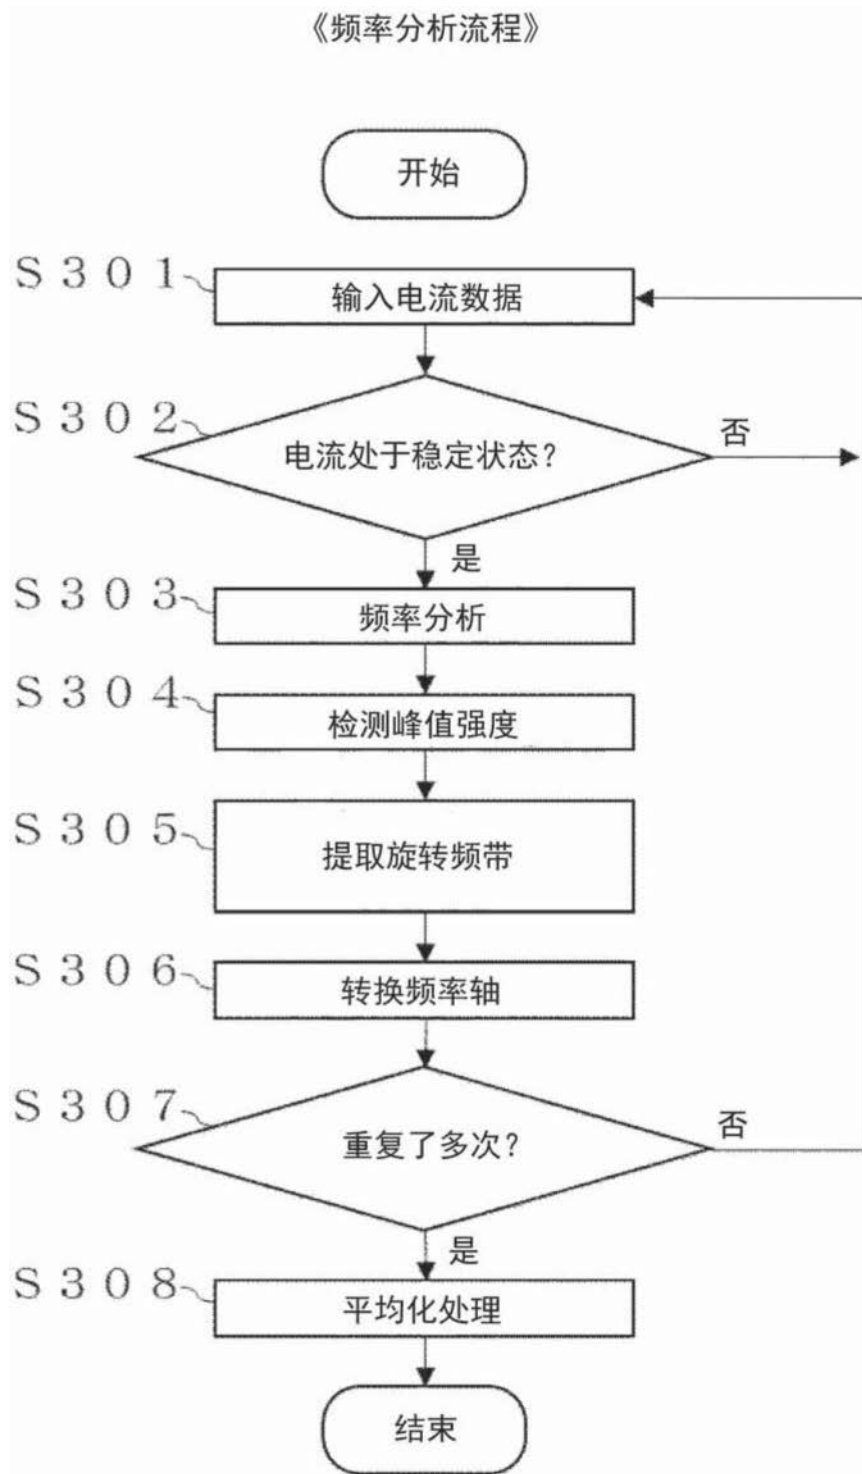 《频率分析流程》
开始
S301
输入电流数据
S302
电流处于稳定状态?
否
是
S303
频率分析
S304
检测峰值强度
S305
提取旋转频带
S306
转换频率轴
S307
重复了多次?
否
是
S308
平均化处理
结束